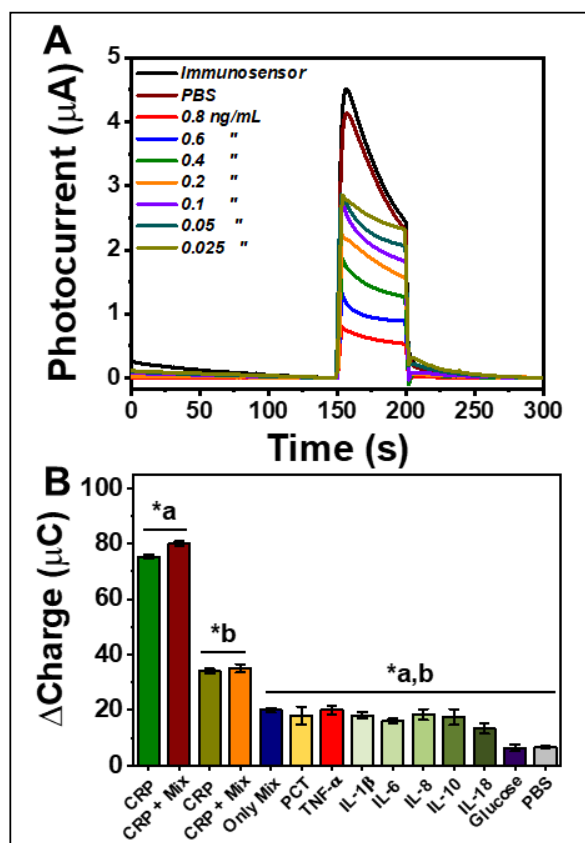 A
Photocurrent (μA)
5
4
3
2
1
0
Immunosensor
PBS
0.8 ng/mL
0.6 "
0.4 "
0.2 "
0.1 "
0.05 "
0.025 "
0 50 100 150 200 250 300
Time (s)
B
ΔCharge (μC)
100
80
60
40
20
0
*a
*b
*a,b
CRP
CRP + Mix
CRP
CRP + Mix
Only Mix
PCT
TNF-α
IL-1β
IL-6
IL-8
IL-10
IL-18
Glucose
PBS